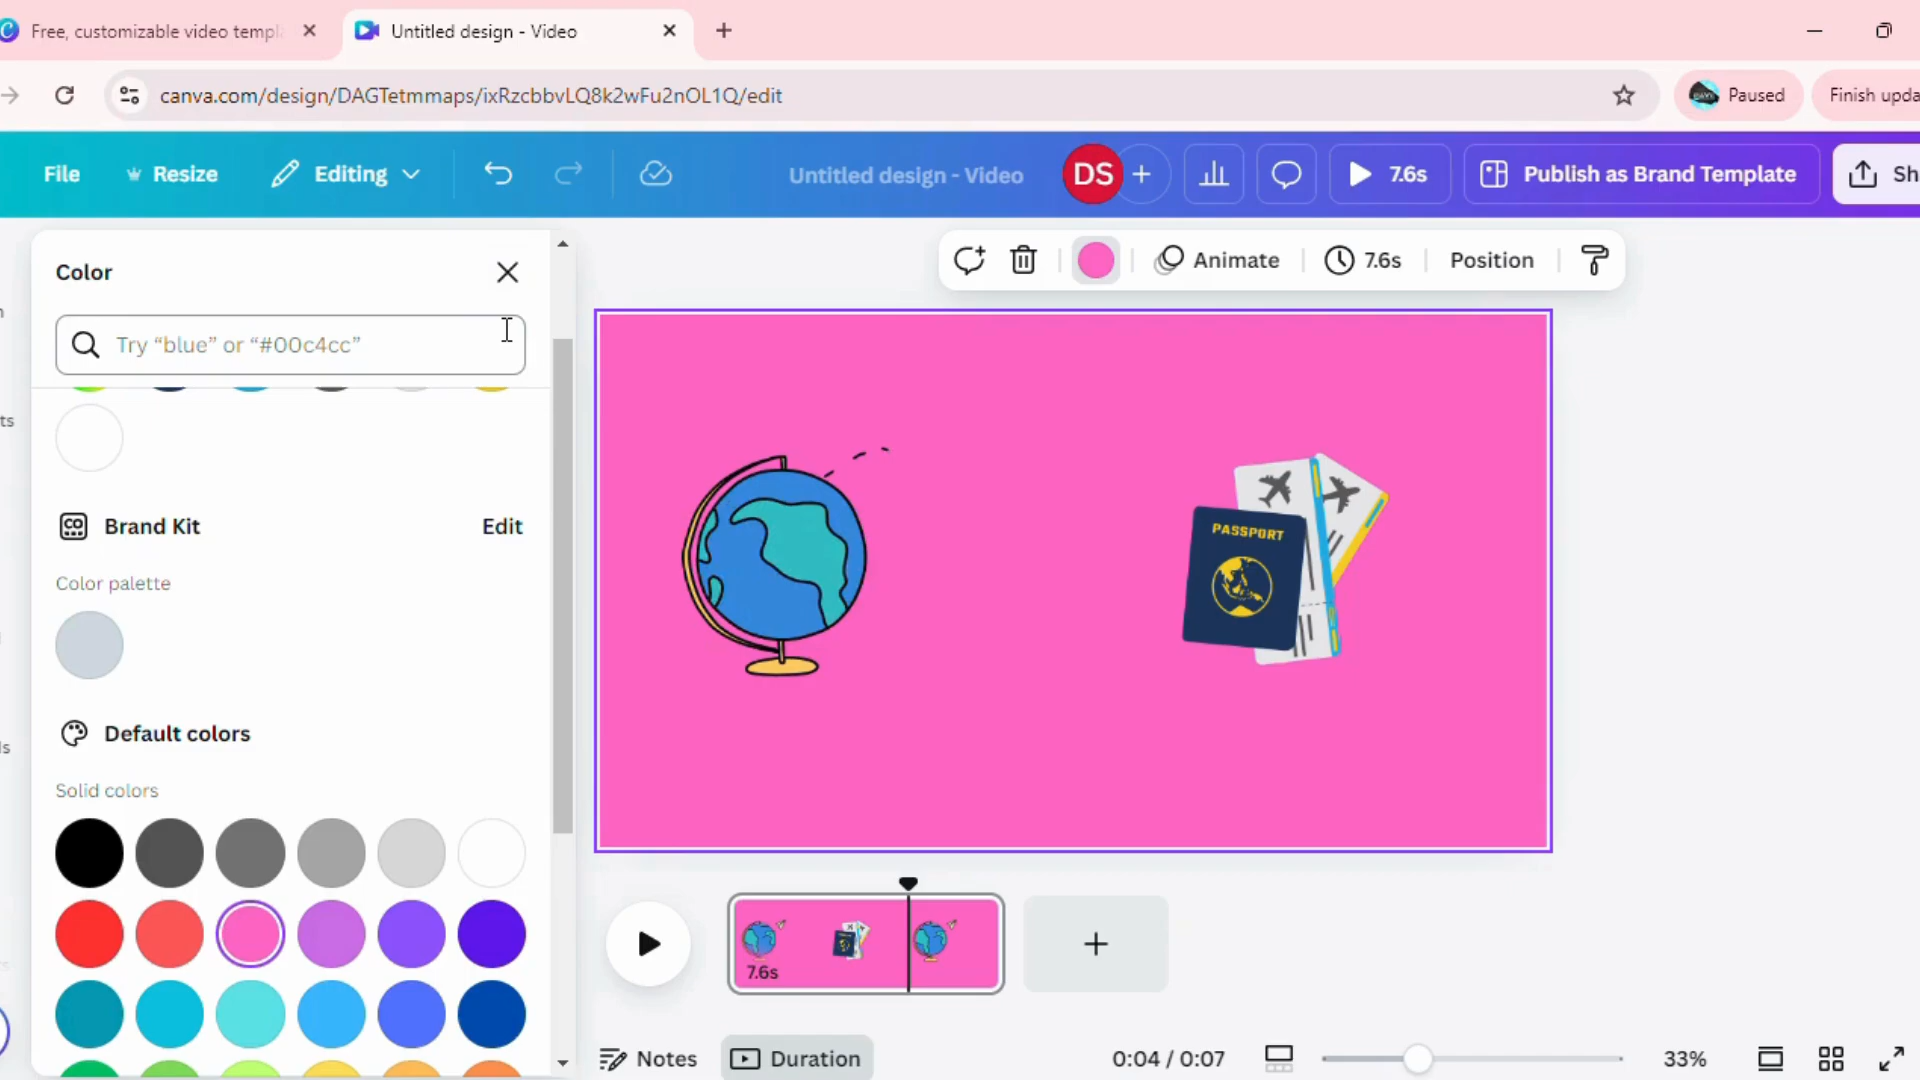 Free, customizable video templ
Untitled design - Video
canva.com/design/DAGTetmmaps/ixRzcbbvLQ8k2wFu2nOL1Q/edit
Paused
Finish upda
File
Resize
Editing
Untitled design - Video
DS
7.6s
Publish as Brand Template
Sh
Color
Animate
7.6s
Position
Try “blue” or “#00c4cc”
CO
Brand Kit
Edit
Color palette
PASSPORT
Default colors
Solid colors
7.6s
Notes
Duration
0:04 / 0:07
33%